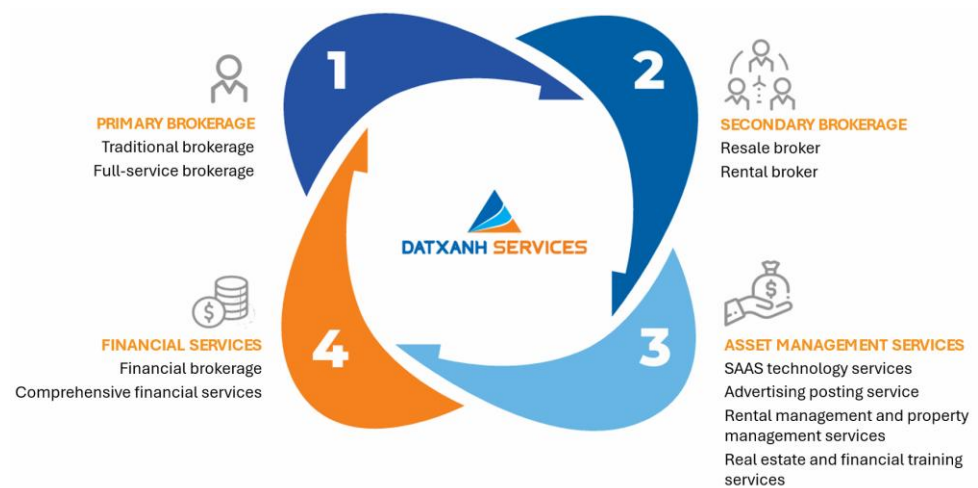 1
PRIMARY BROKERAGE
Traditional brokerage
Full-service brokerage
2
SECONDARY BROKERAGE
Resale broker
Rental broker
DATXANH SERVICES
3
$
ASSET MANAGEMENT SERVICES
SAAS technology services
Advertising posting service
Rental management and property
management services
Real estate and financial training
services
4
$
FINANCIAL SERVICES
Financial brokerage
Comprehensive financial services